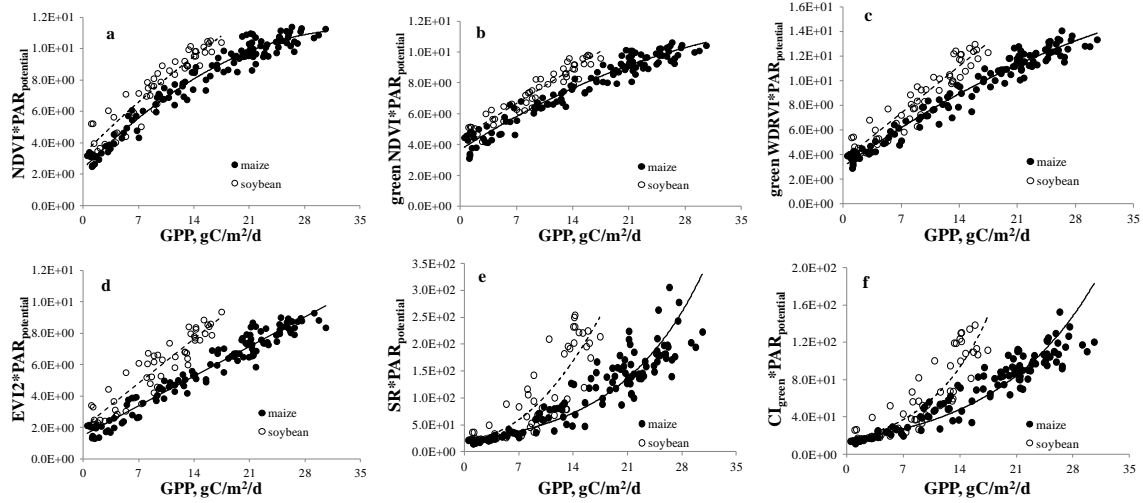 a
NDVI*PARpotential
1.2E+01
1.0E+01
8.0E+00
6.0E+00
4.0E+00
2.0E+00
0.0E+00
0 7 14 21 28 35
GPP, gC/m²/d
maize
soybean
b
green NDVI*PARpotential
1.2E+01
1.0E+01
8.0E+00
6.0E+00
4.0E+00
2.0E+00
0.0E+00
0 7 14 21 28 35
GPP, gC/m²/d
maize
soybean
c
green WDRVI*PARpotential
1.6E+01
1.4E+01
1.2E+01
1.0E+01
8.0E+00
6.0E+00
4.0E+00
2.0E+00
0.0E+00
0 7 14 21 28 35
GPP, gC/m²/d
maize
soybean
d
EVI2*PARpotential
1.2E+01
1.0E+01
8.0E+00
6.0E+00
4.0E+00
2.0E+00
0.0E+00
0 7 14 21 28 35
GPP, gC/m²/d
maize
soybean
e
SR*PARpotential
3.5E+02
3.0E+02
2.5E+02
2.0E+02
1.5E+02
1.0E+02
5.0E+01
0.0E+00
0 7 14 21 28 35
GPP, gC/m²/d
maize
soybean
f
CIgreen*PARpotential
2.0E+02
1.6E+02
1.2E+02
8.0E+01
4.0E+01
0.0E+00
0 7 14 21 28 35
GPP, gC/m²/d
maize
soybean